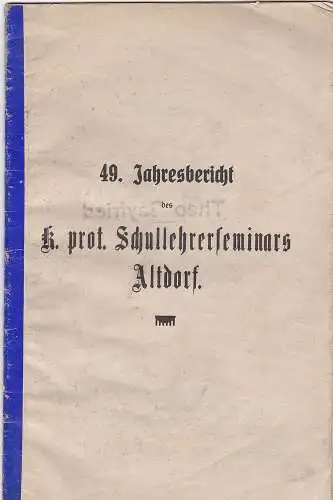 49. Jahresbericht
des
K. prot. Schullehrerseminars
Altdorf.